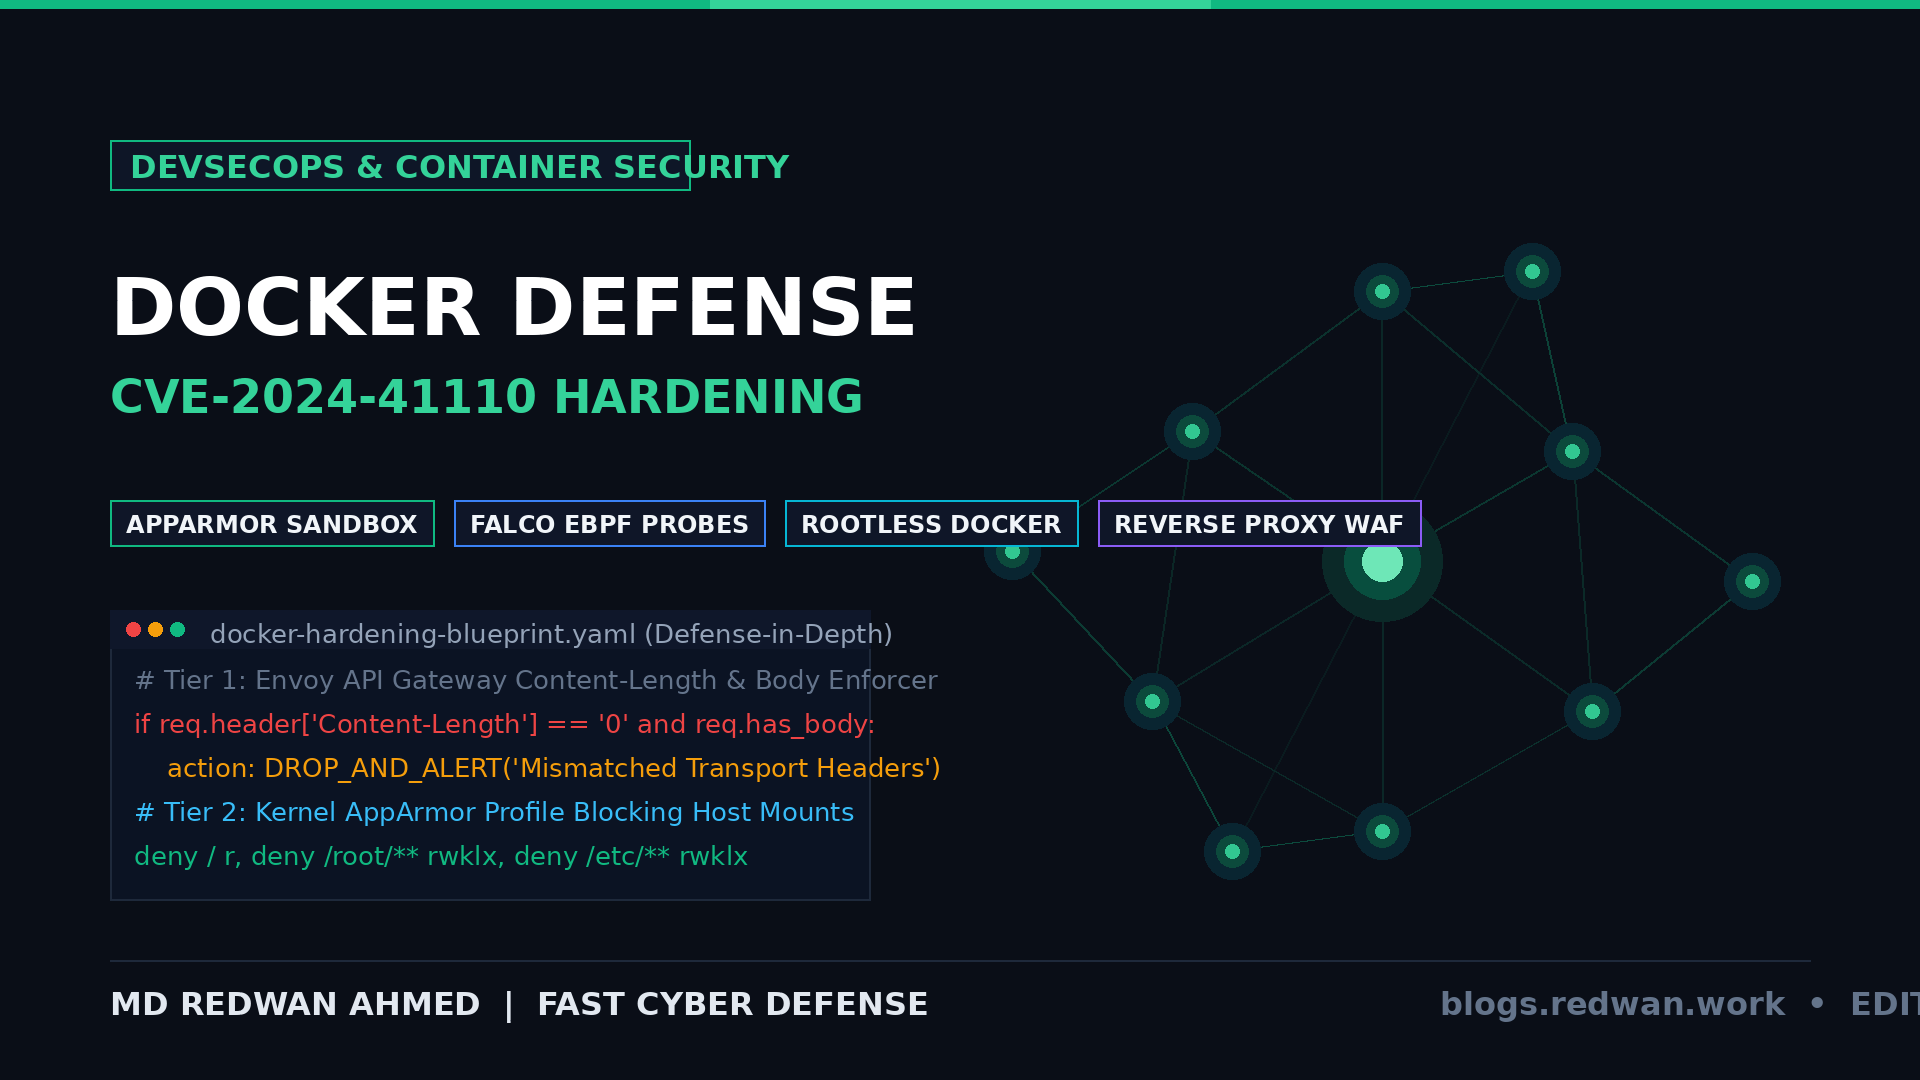 DEVSECOPS & CONTAINER SECURITY
DOCKER DEFENSE
CVE-2024-41110 HARDENING
APPARMOR SANDBOX
FALCO EBPF PROBES
ROOTLESS DOCKER
REVERSE PROXY WAF
docker-hardening-blueprint.yaml (Defense-in-Depth)
# Tier 1: Envoy API Gateway Content-Length & Body Enforcer
if req.header['Content-Length'] == '0' and req.has_body:
    action: DROP_AND_ALERT('Mismatched Transport Headers')
# Tier 2: Kernel AppArmor Profile Blocking Host Mounts
deny / r, deny /root/** rwklx, deny /etc/** rwklx
MD REDWAN AHMED | FAST CYBER DEFENSE
blogs.redwan.work •